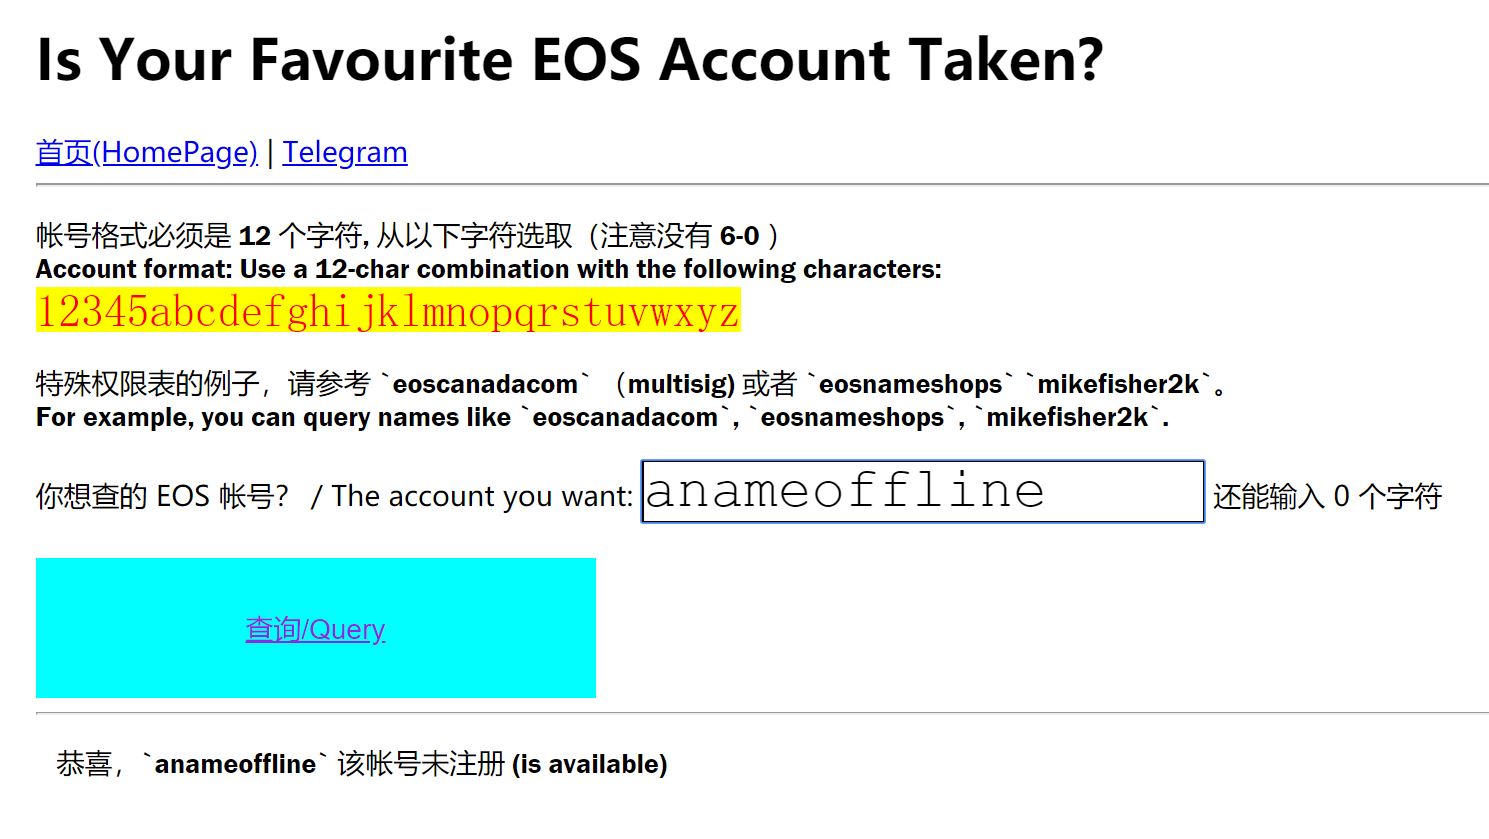 Is Your Favourite EOS Account Taken?
首页(HomePage) | Telegram
帐号格式必须是 12 个字符, 从以下字符选取（注意没有 6-0 ）
Account format: Use a 12-char combination with the following characters:
12345abcdefghijklmnopqrstuvwxyz
特殊权限表的例子，请参考 `eoscanadacom` （multisig) 或者 `eosnameshops` `mikefisher2k`。
For example, you can query names like `eoscanadacom`, `eosnameshops`, `mikefisher2k`.
你想查的 EOS 帐号？ / The account you want: anameoffline 还能输入 0 个字符
查询/Query
恭喜，`anameoffline` 该帐号未注册 (is available)